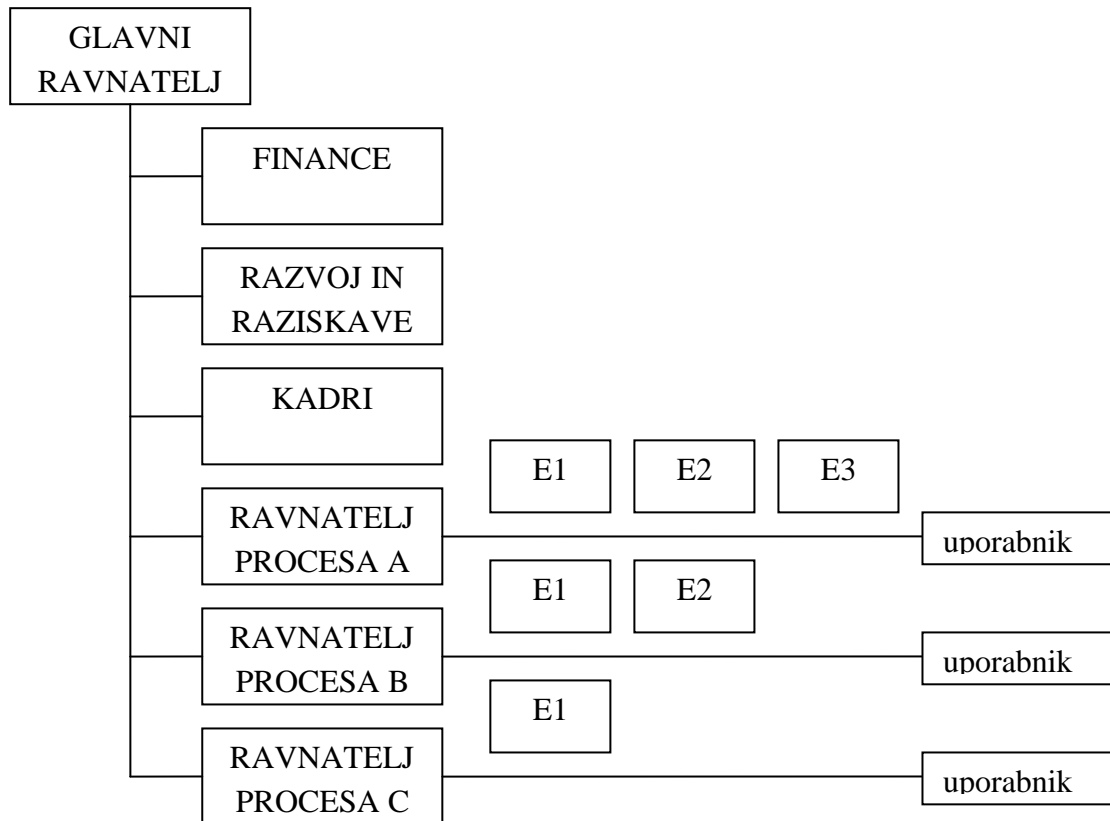 GLAVNI
RAVNATELJ
FINANCE
RAZVOJ IN
RAZISKAVE
KADRI
E1 E2 E3
RAVNATELJ
PROCESA A
uporabnik
E1 E2
RAVNATELJ
PROCESA B
uporabnik
E1
RAVNATELJ
PROCESA C
uporabnik